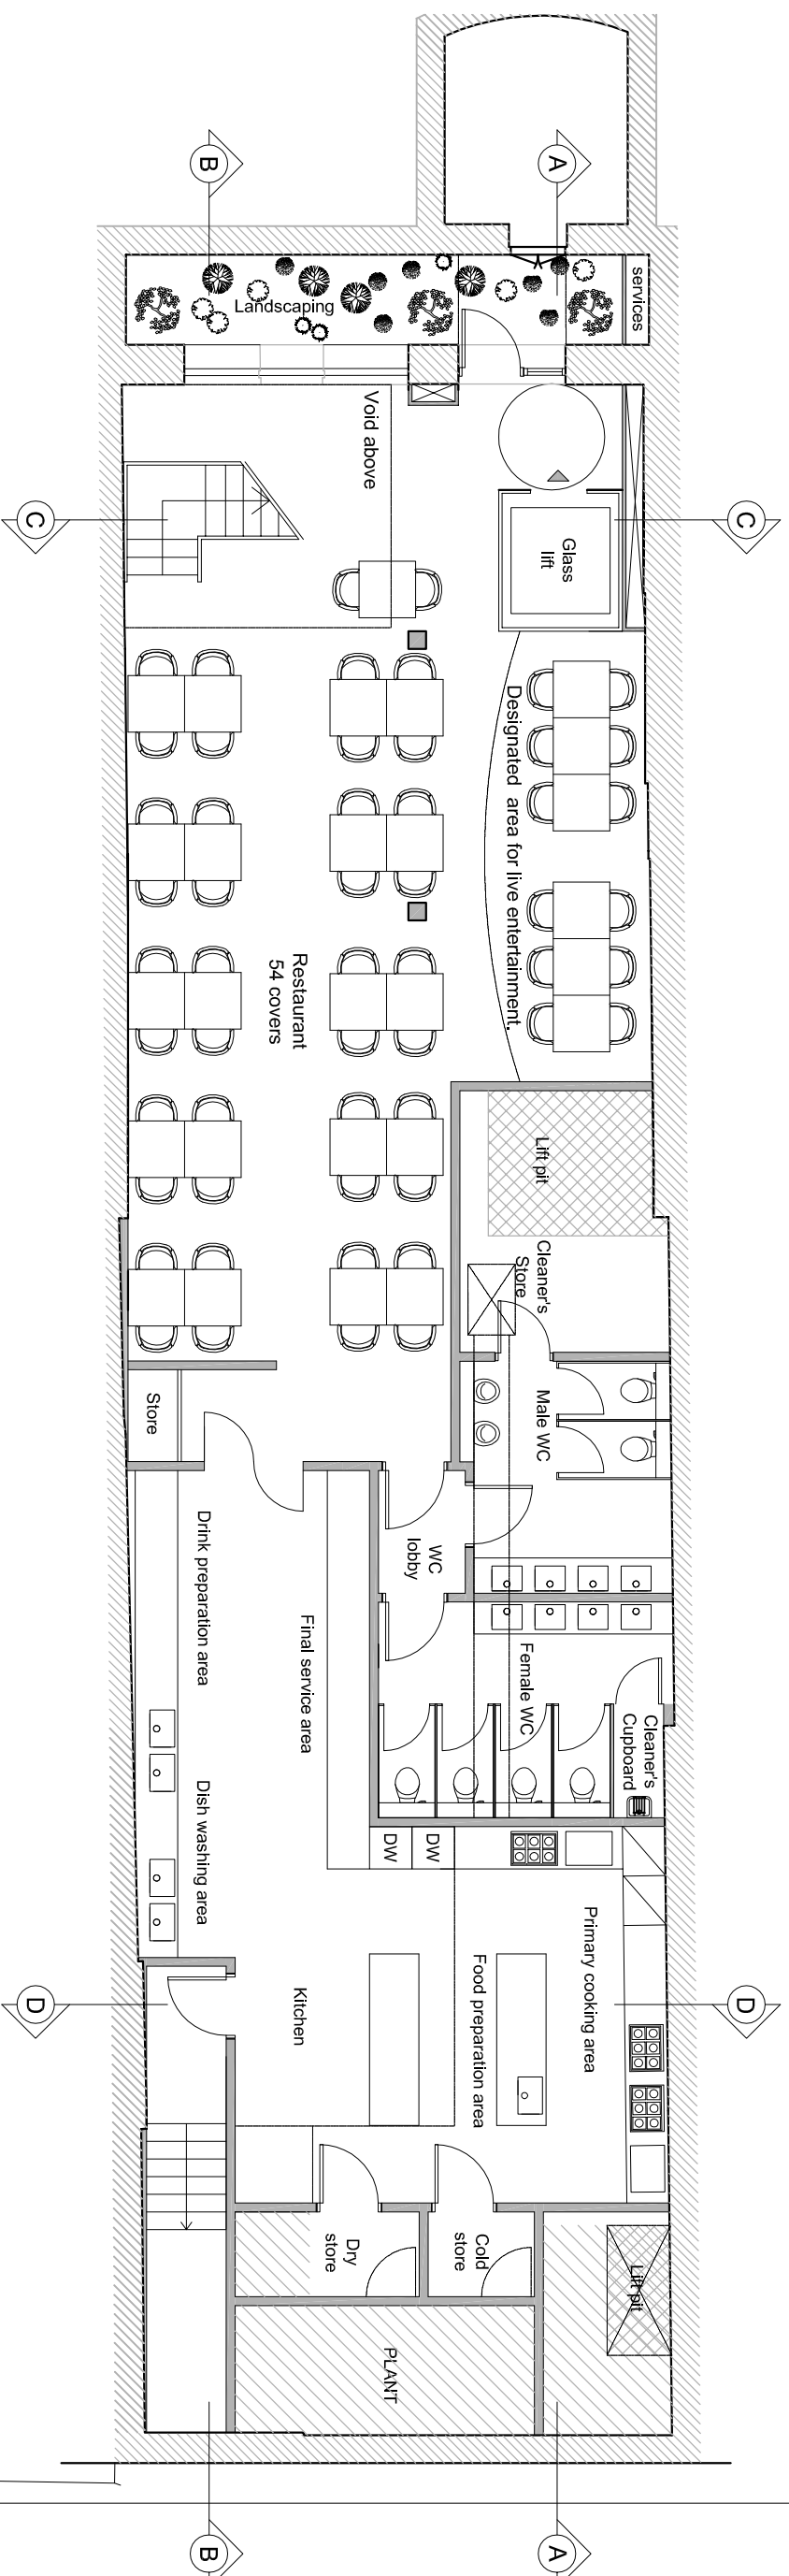 B
A
services
Landscaping
Void above
C
C
Glass
lift
Designated area for live entertainment.
Restaurant
54 covers
Lift pit
Cleaner's
Store
Male WC
Store
WC
lobby
Drink preparation area
Final service area
Female WC
Cleaner's
Cupboard
Dish washing area
DW
DW
Primary cooking area
Food preparation area
Kitchen
D
D
Dry
store
Cold
store
Lift pit
PLANT
B
A